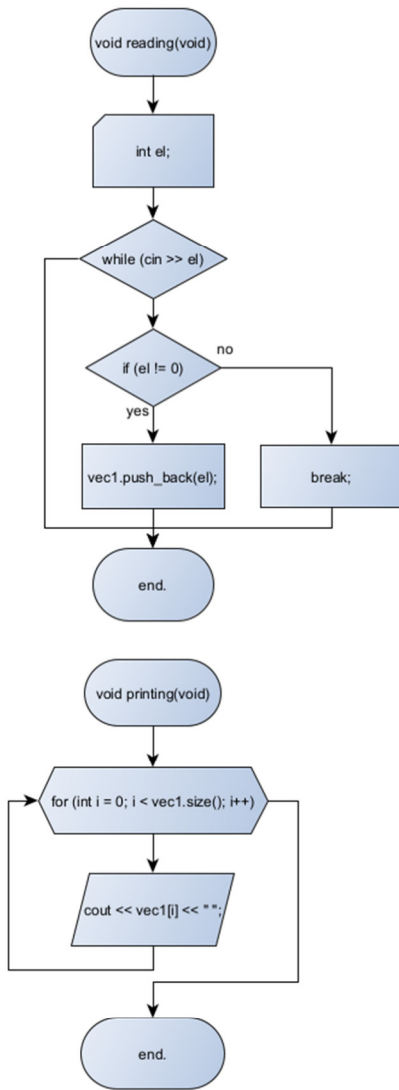 void reading(void)
int el;
while (cin >> el)
if (el != 0)
no
yes
vec1.push_back(el);
break;
end.
void printing(void)
for (int i = 0; i < vec1.size(); i++)
cout << vec1[i] << " ";
end.